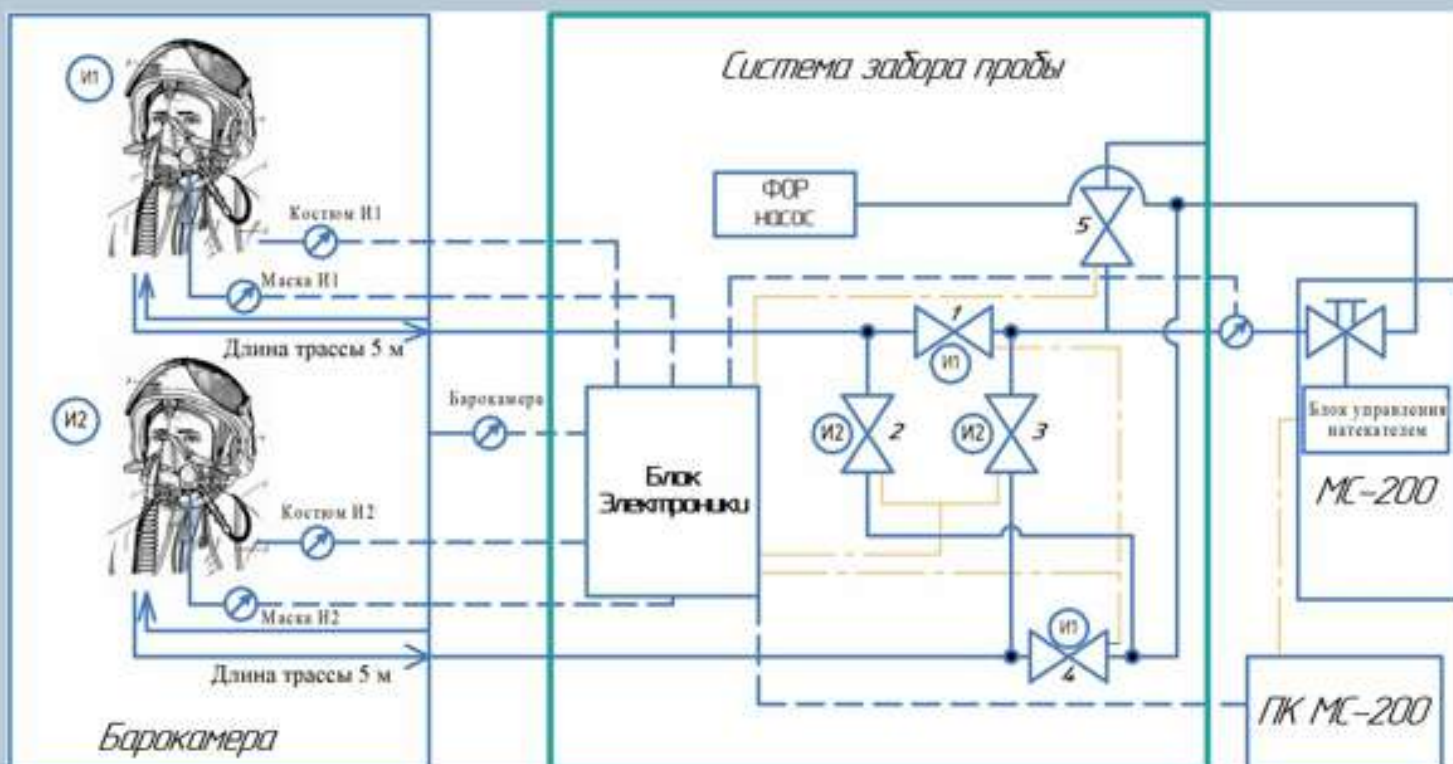 Система забора пробы
И1
ФОР
насос
Костюм И1
5
Маска И1
1
И1
Длина трассы 5 м
И2
Барокамера
И2
2
И2
3
Блок управления
натекателем
Блок
Электроники
МС-200
Костюм И2
Маска И2
И1
4
Длина трассы 5 м
ПК МС-200
Барокамера